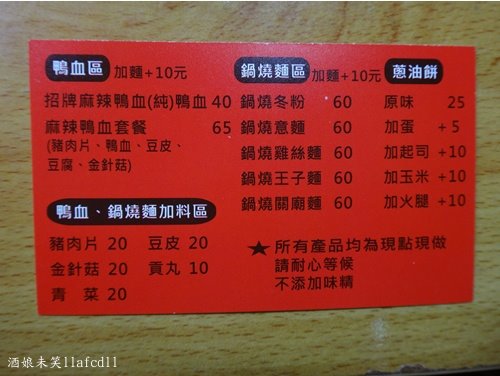 鴨血區 加麵+10元
招牌麻辣鴨血(純)鴨血 40
麻辣鴨血套餐 65
(豬肉片、鴨血、豆皮、
豆腐、金針菇)
鴨血、鍋燒麵加料區
豬肉片 20 豆皮 20
金針菇 20 貢丸 10
青菜 20
鍋燒麵區 加麵+10元
鍋燒冬粉 60
鍋燒意麵 60
鍋燒雞絲麵 60
鍋燒王子麵 60
鍋燒關廟麵 60
蔥油餅
原味 25
加蛋 +5
加起司 +10
加玉米 +10
加火腿 +10
★ 所有產品均為現點現做
請耐心等候
不添加味精
酒娘未笑llafcdll